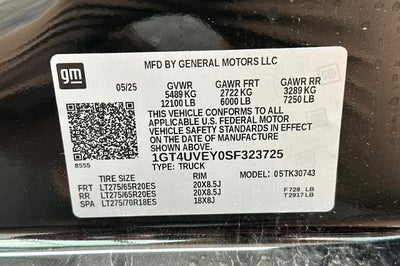 MFD BY GENERAL MOTORS LLC
gm
05/25 GVWR GAWR FRT GAWR RR
5489 KG 2722 KG 3289 KG
12100 LB 6000 LB 7250 LB
THIS VEHICLE CONFORMS TO ALL
APPLICABLE U.S. FEDERAL MOTOR
VEHICLE SAFETY STANDARDS IN EFFECT
ON THE DATE OF MANUFACTURE SHOWN ABOVE.
8555 1GT4UVEY0SF323725
TYPE: TRUCK
TIRE SIZE RIM MODEL: 05TK30743
FRT LT275/65R20ES 20X8.5J
RR LT275/65R20ES 20X8.5J F 728 LB
SPA LT275/70R18ES 18X8J T2917 LB